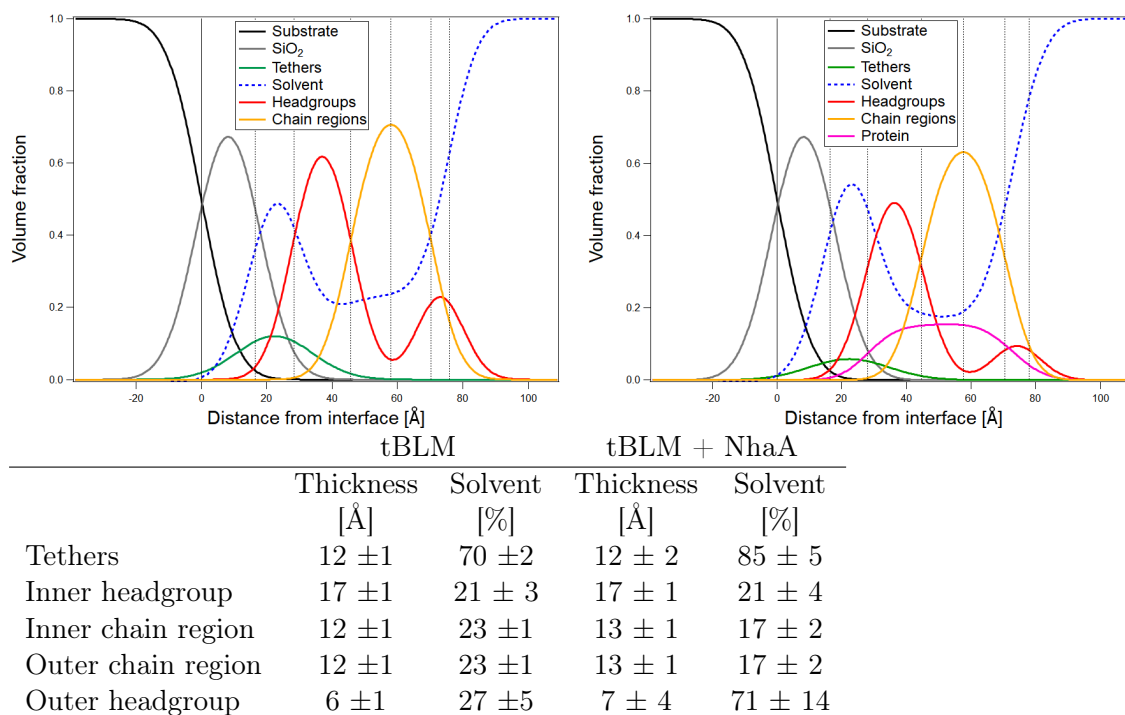 1.0
0.8
0.6
0.4
0.2
0.0
Volume fraction
Substrate
SiO2
Tethers
Solvent
Headgroups
Chain regions
-20 0 20 40 60 80 100
Distance from interface [Å]
1.0
0.8
0.6
0.4
0.2
0.0
Volume fraction
Substrate
SiO2
Tethers
Solvent
Headgroups
Chain regions
Protein
-20 0 20 40 60 80 100
Distance from interface [Å]
tBLM tBLM + NhaA
Thickness Solvent Thickness Solvent
[Å] [%] [Å] [%]
Tethers 12 ±1 70 ±2 12 ± 2 85 ± 5
Inner headgroup 17 ±1 21 ± 3 17 ± 1 21 ± 4
Inner chain region 12 ±1 23 ±1 13 ± 1 17 ± 2
Outer chain region 12 ±1 23 ±1 13 ± 1 17 ± 2
Outer headgroup 6 ±1 27 ±5 7 ± 4 71 ± 14